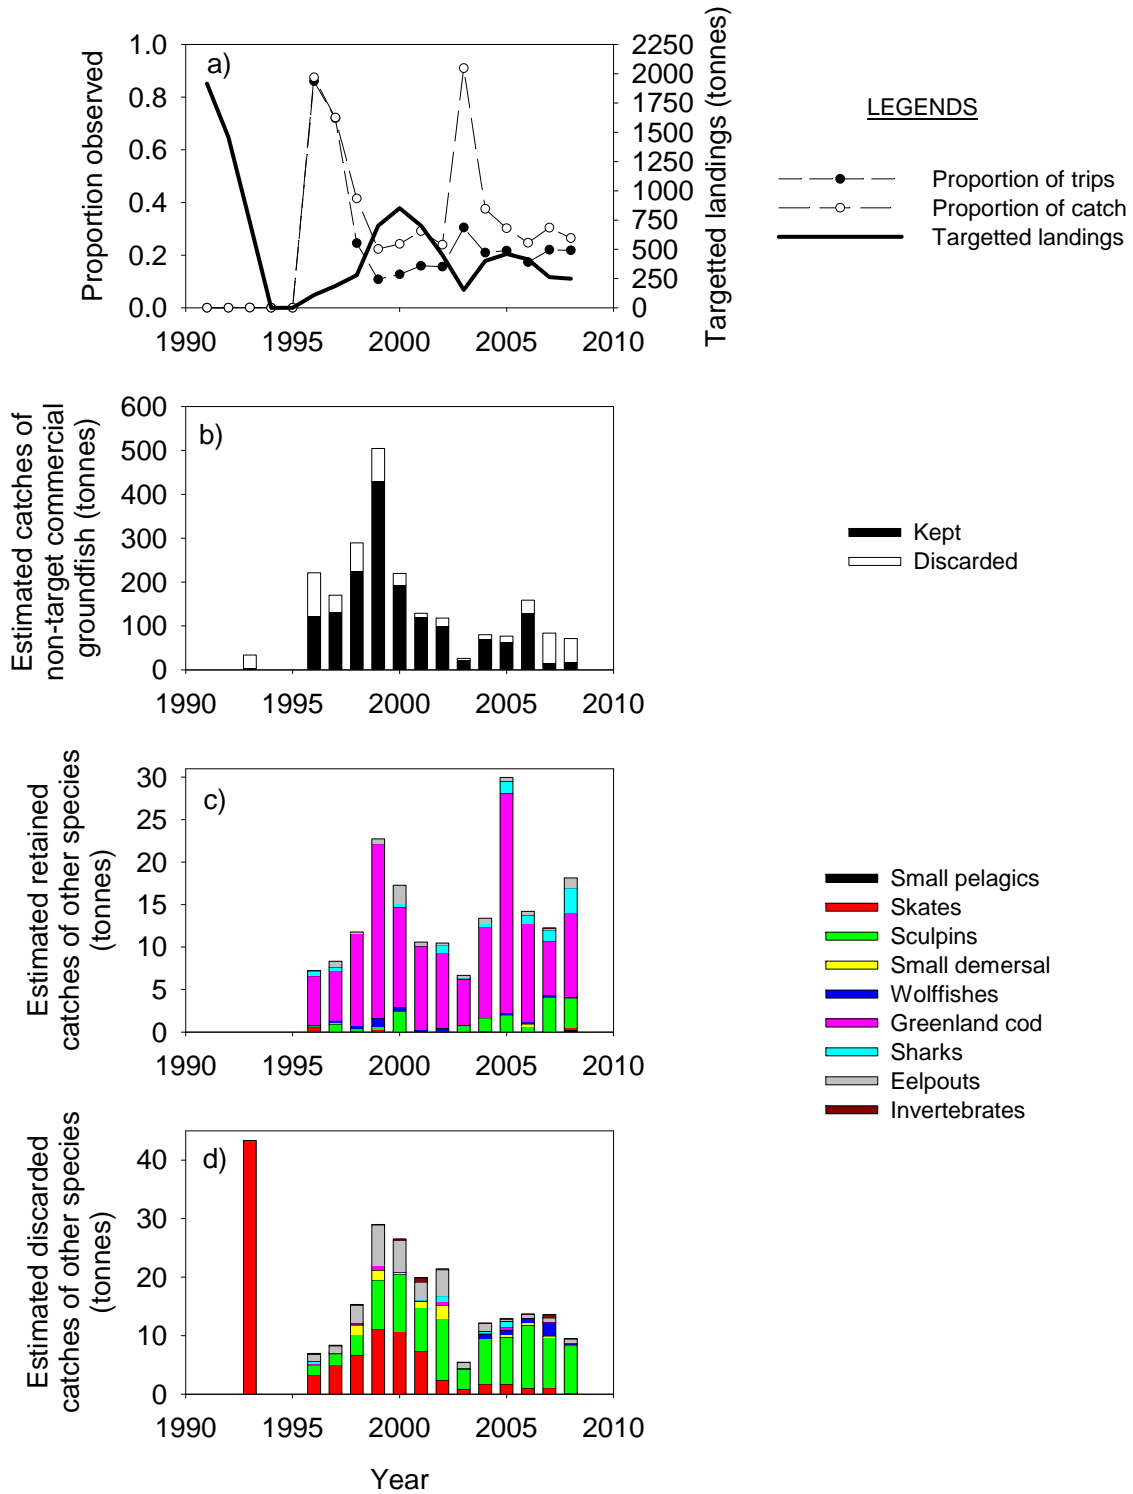 Proportion observed
1.0
0.8
0.6
0.4
0.2
0.0
a)
2250
2000
1750
1500
1250
1000
750
500
250
0
Targetted landings (tonnes)
1990 1995 2000 2005 2010
LEGENDS
Proportion of trips
Proportion of catch
Targetted landings
Estimated catches of
non-target commercial
groundfish (tonnes)
600
500
400
300
200
100
0
b)
1990 1995 2000 2005 2010
Kept
Discarded
Estimated retained
catches of other species
(tonnes)
30
25
20
15
10
5
0
c)
1990 1995 2000 2005 2010
Small pelagics
Skates
Sculpins
Small demersal
Wolffishes
Greenland cod
Sharks
Eelpouts
Invertebrates
Estimated discarded
catches of other species
(tonnes)
40
30
20
10
0
d)
1990 1995 2000 2005 2010
Year